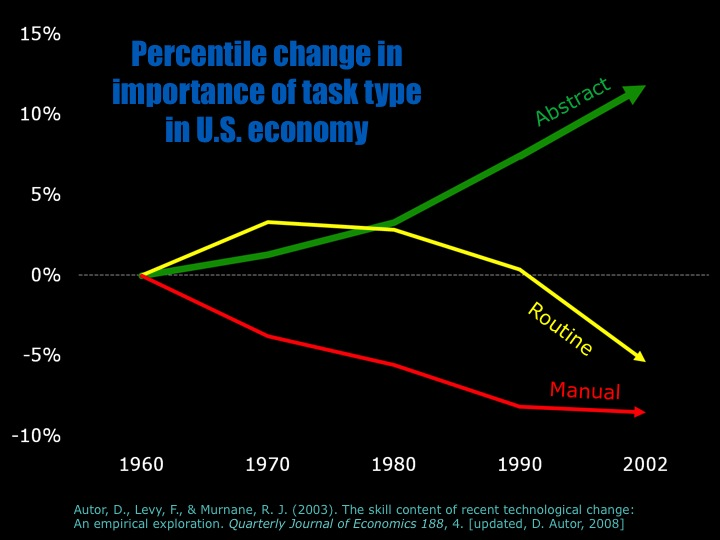 Percentile change in
importance of task type
in U.S. economy
15%
10%
5%
0%
-5%
-10%
Abstract
Routine
Manual
1960 1970 1980 1990 2002
Autor, D., Levy, F., & Murnane, R. J. (2003). The skill content of recent technological change:
An empirical exploration. Quarterly Journal of Economics 188, 4. [updated, D. Autor, 2008]